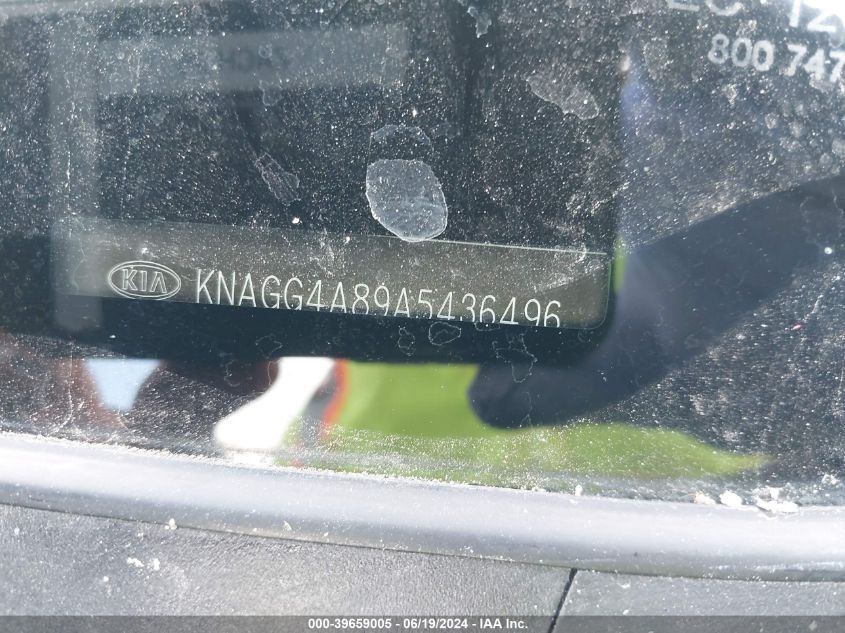 800 747
KIA KNAGG4A89A5436496
000-39659005 - 06/19/2024 - IAA Inc.